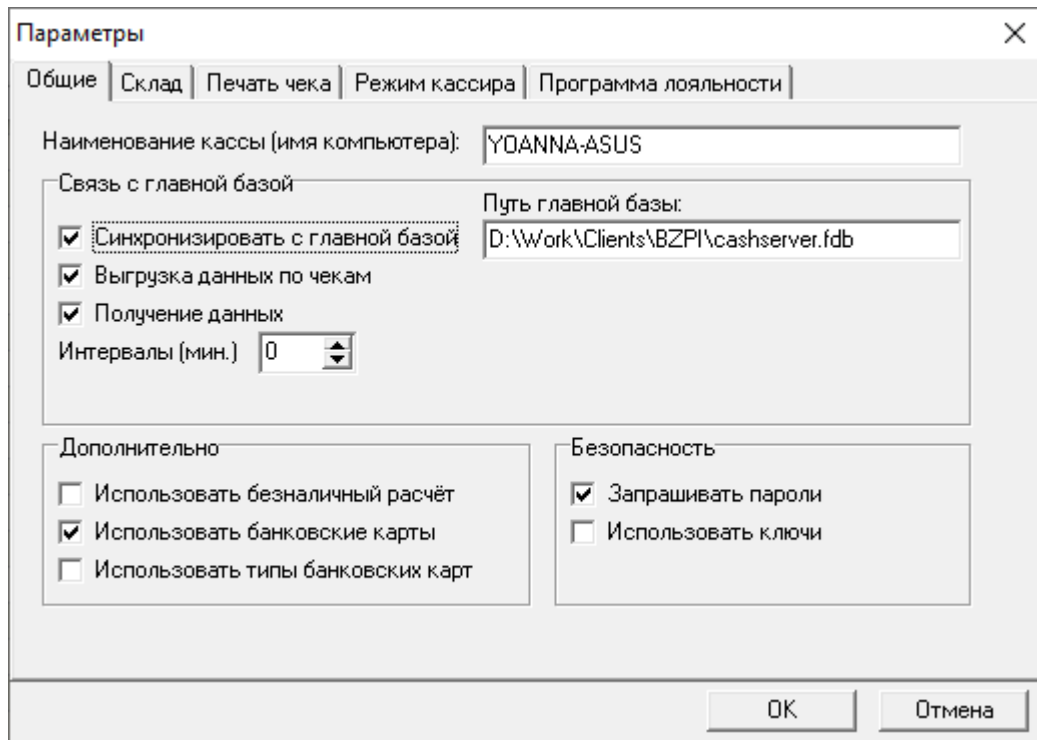 Параметры
Общие Склад Печать чека Режим кассира Программа лояльности
Наименование кассы (имя компьютера): YOANNA-ASUS
Связь с главной базой
Путь главной базы:
Синхронизировать с главной базой D:\Work\Clients\BZPI\cashserver.fdb
Выгрузка данных по чекам
Получение данных
Интервалы (мин.) 0
Дополнительно
Использовать безналичный расчёт
Использовать банковские карты
Использовать типы банковских карт
Безопасность
Запрашивать пароли
Использовать ключи
OK Отмена